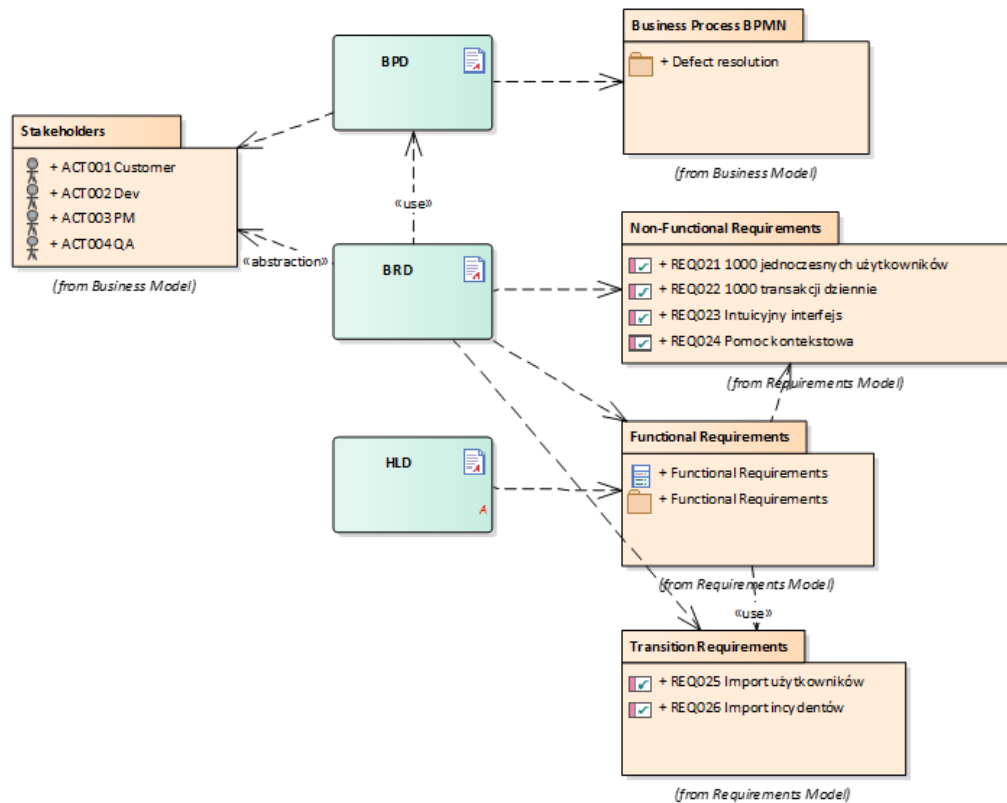 Business Process BPMN
+ Defect resolution
(from Business Model)
BPD
Stakeholders
+ ACT001 Customer
+ ACT002 Dev
+ ACT003 PM
+ ACT004 QA
(from Business Model)
«use»
«abstraction»
BRD
Non-Functional Requirements
+ REQ021 1000 jednoczesnych użytkowników
+ REQ022 1000 transakcji dziennie
+ REQ023 Intuicyjny interfejs
+ REQ024 Pomoc kontekstowa
(from Requirements Model)
HLD
A
Functional Requirements
+ Functional Requirements
+ Functional Requirements
(from Requirements Model)
«use»
Transition Requirements
+ REQ025 Import użytkowników
+ REQ026 Import incydentów
(from Requirements Model)